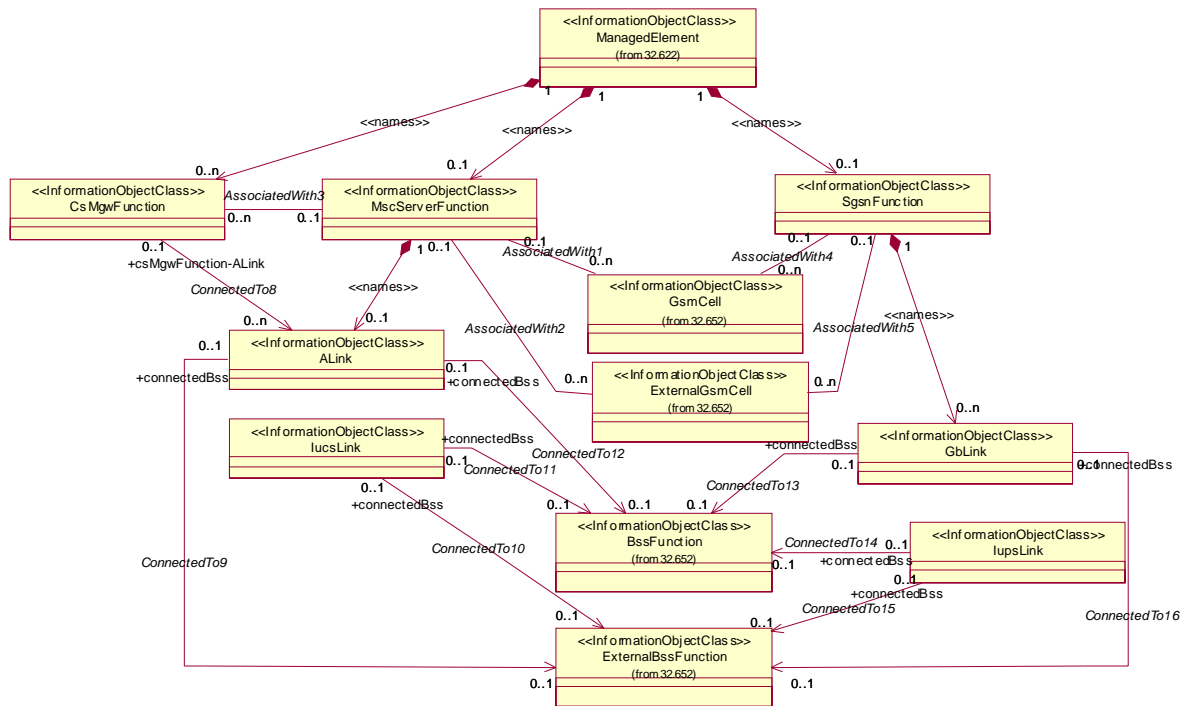 <<InformationObjectClass>>
ManagedElement
(from 32.622)
1
1
1
<<names>>
<<names>>
<<names>>
0..n
0..1
0..1
<<InformationObjectClass>>
CsMgwFunction
AssociatedWith3
0..n
0..1
<<InformationObjectClass>>
MscServerFunction
<<InformationObjectClass>>
SgsnFunction
0..1
+csMgwFunction-ALink
ConnectedTo8
0..n
1
<<names>>
0..1
0..1
0..1
AssociatedWith1
0..n
0..1
AssociatedWith4
0..n
0..1
1
<<InformationObjectClass>>
GsmCell
(from 32.652)
AssociatedWith2
0..n
AssociatedWith5
0..n
<<names>>
0..n
<<InformationObjectClass>>
ALink
0..1
+connectedBss
0..1
+connectedBss
<<InformationObjectClass>>
ExternalGsmCell
(from 32.652)
<<InformationObjectClass>>
IucsLink
+connectedBss
0..1
ConnectedTo11
ConnectedTo12
0..1
+connectedBss
<<InformationObjectClass>>
GbLink
+connectedBss
0..1
ConnectedTo13
0..1
+connectedBss
0..1
0..1
0..1
<<InformationObjectClass>>
BssFunction
(from 32.652)
<<InformationObjectClass>>
IupsLink
ConnectedTo14
0..1
+connectedBss
0..1
0..1
+connectedBss
ConnectedTo15
0..1
ConnectedTo9
ConnectedTo10
0..1
ConnectedTo16
<<InformationObjectClass>>
ExternalBssFunction
(from 32.652)
0..1
0..1